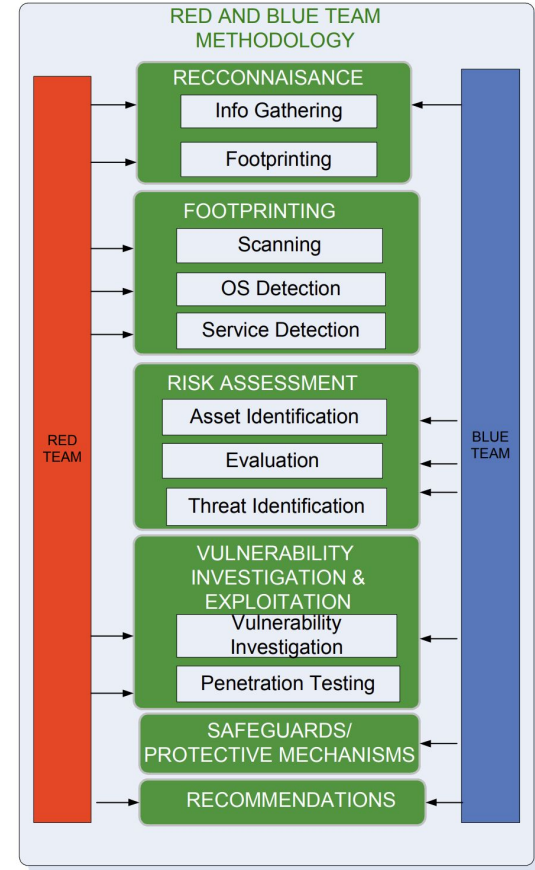 RED AND BLUE TEAM
METHODOLOGY
RECCONNAISANCE
Info Gathering
Footprinting
FOOTPRINTING
Scanning
OS Detection
Service Detection
RISK ASSESSMENT
Asset Identification
Evaluation
Threat Identification
RED
TEAM
BLUE
TEAM
VULNERABILITY
INVESTIGATION &
EXPLOITATION
Vulnerability
Investigation
Penetration Testing
SAFEGUARDS/
PROTECTIVE MECHANISMS
RECOMMENDATIONS